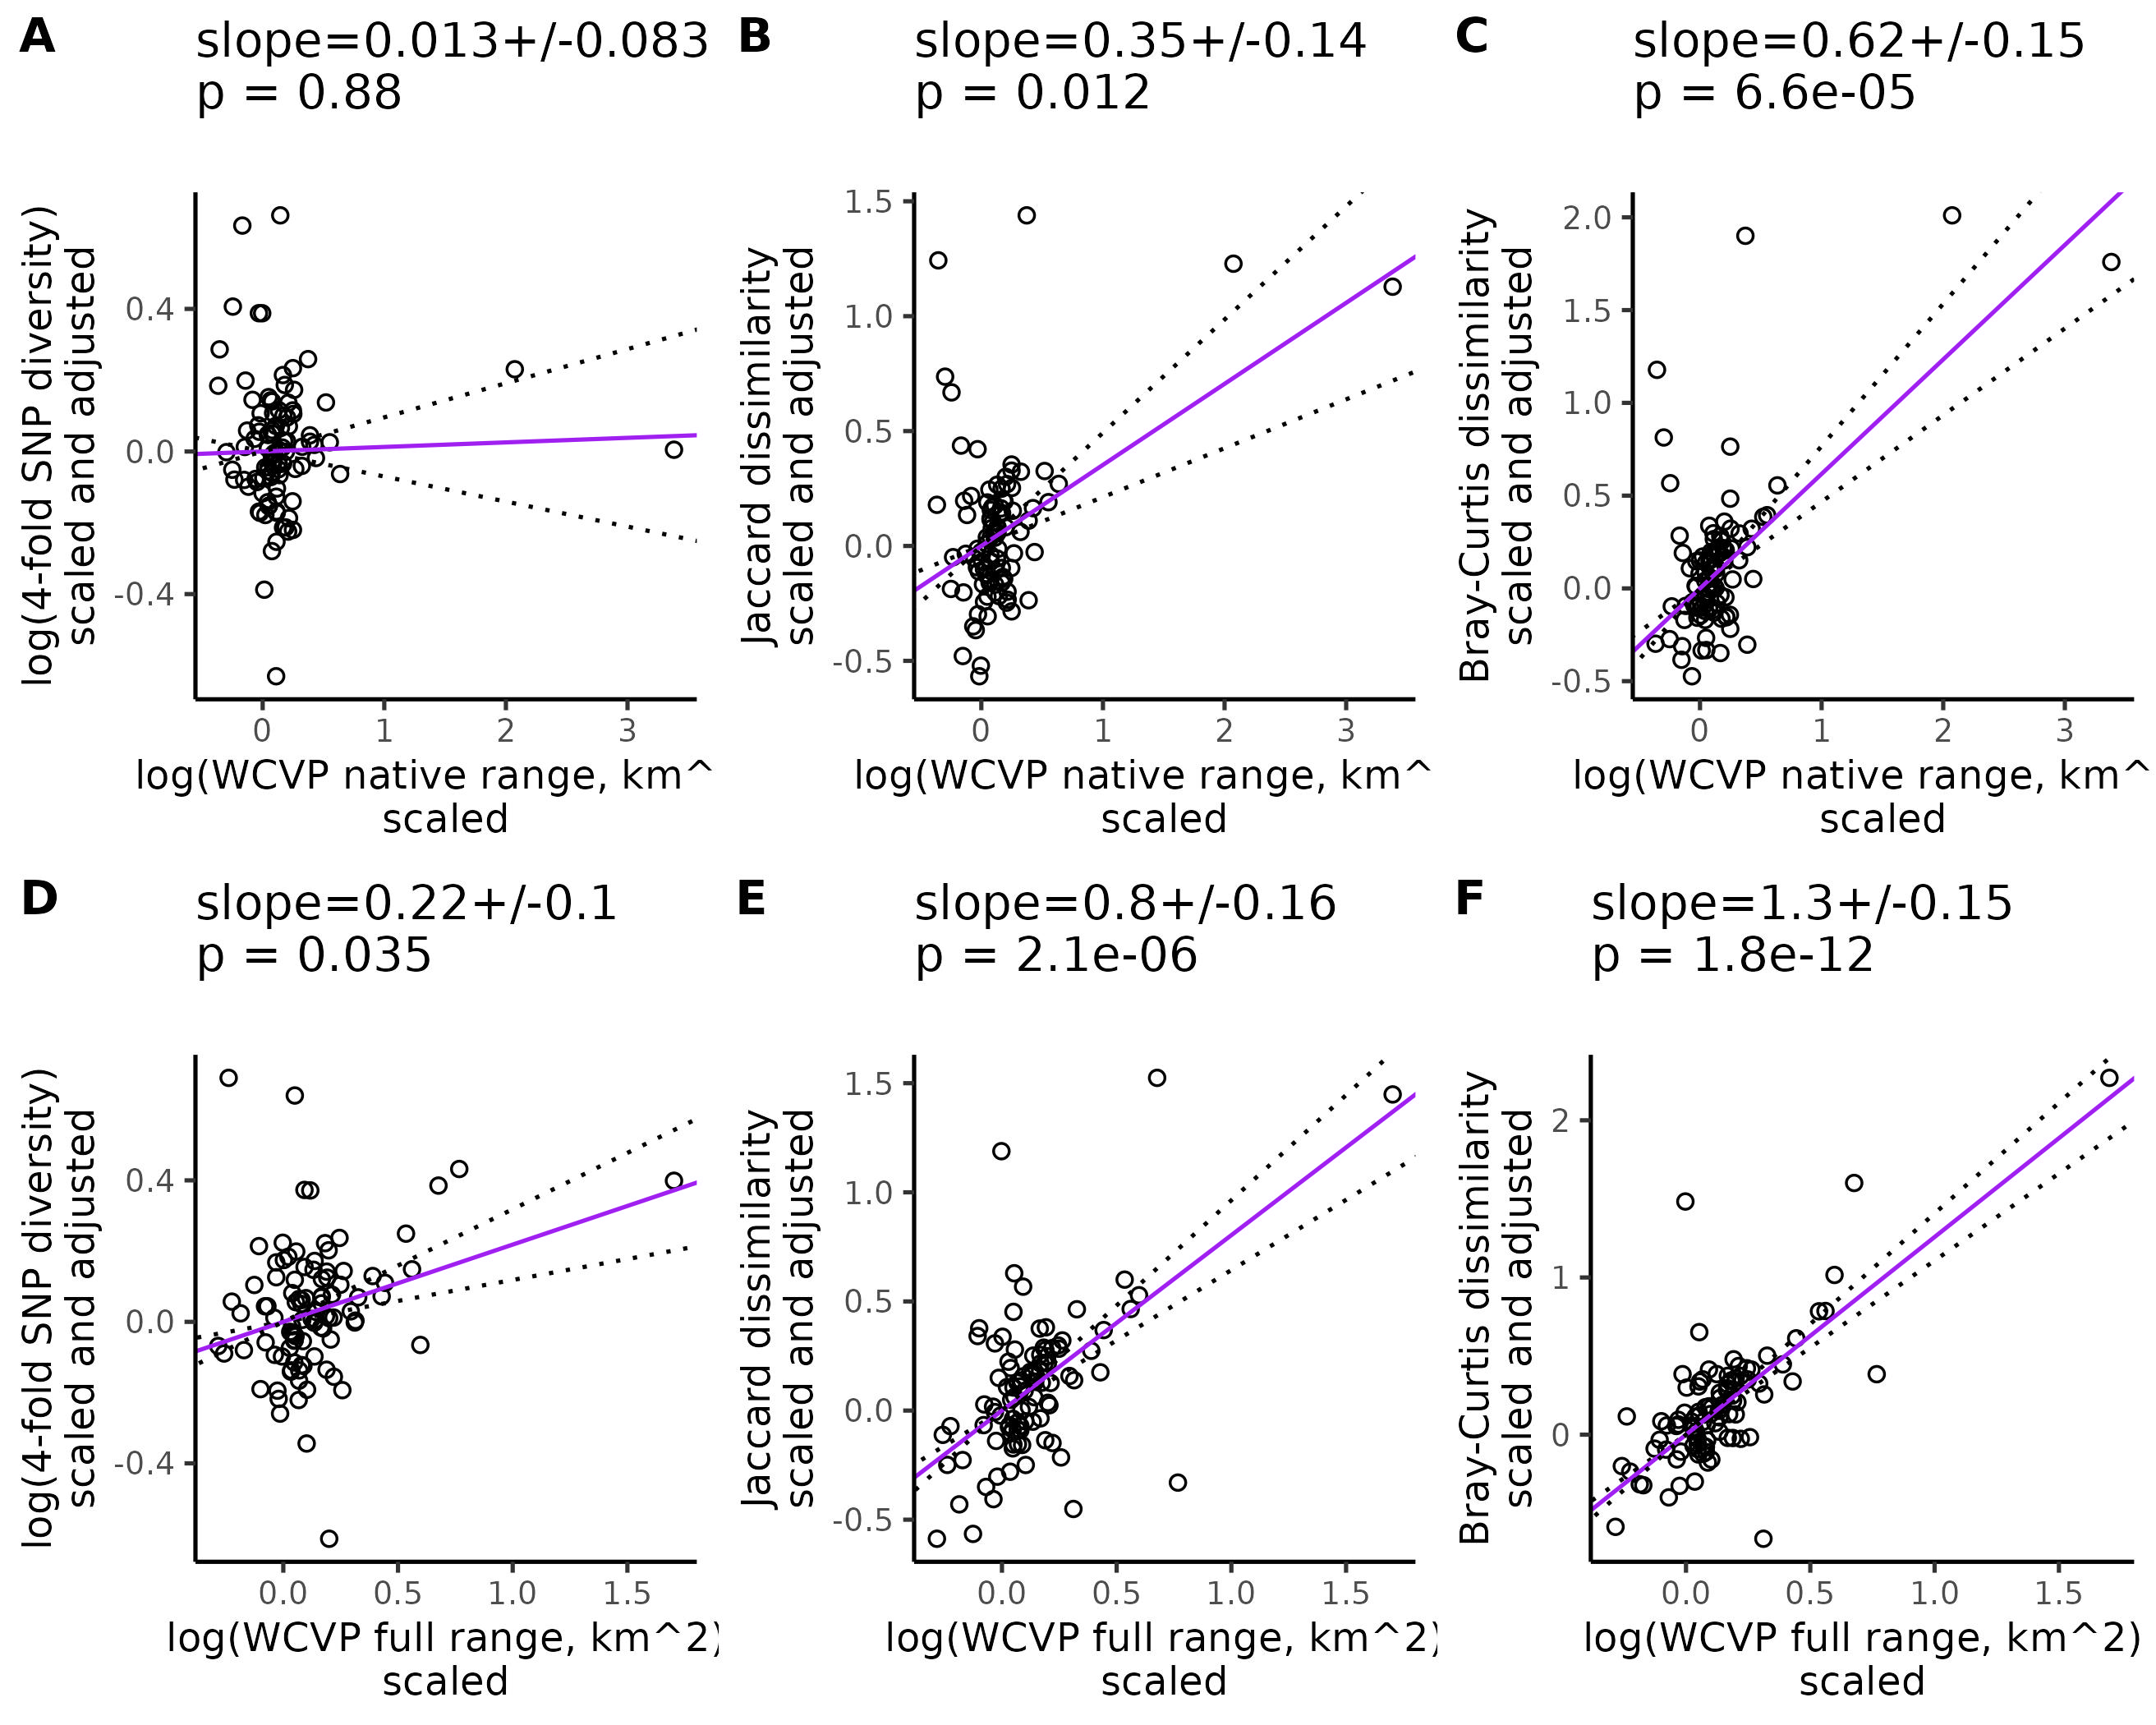 A
slope=0.013+/-0.083
p = 0.88
log(4-fold SNP diversity)
scaled and adjusted
0.4
0.0
-0.4
0 1 2 3
log(WCVP native range, km^
scaled
B
slope=0.35+/-0.14
p = 0.012
Jaccard dissimilarity
scaled and adjusted
1.5
1.0
0.5
0.0
-0.5
0 1 2 3
log(WCVP native range, km^
scaled
C
slope=0.62+/-0.15
p = 6.6e-05
Bray-Curtis dissimilarity
scaled and adjusted
2.0
1.5
1.0
0.5
0.0
-0.5
0 1 2 3
log(WCVP native range, km^
scaled
D
slope=0.22+/-0.1
p = 0.035
log(4-fold SNP diversity)
scaled and adjusted
0.4
0.0
-0.4
0.0 0.5 1.0 1.5
log(WCVP full range, km^2)
scaled
E
slope=0.8+/-0.16
p = 2.1e-06
Jaccard dissimilarity
scaled and adjusted
1.5
1.0
0.5
0.0
-0.5
0.0 0.5 1.0 1.5
log(WCVP full range, km^2)
scaled
F
slope=1.3+/-0.15
p = 1.8e-12
Bray-Curtis dissimilarity
scaled and adjusted
2
1
0
0.0 0.5 1.0 1.5
log(WCVP full range, km^2)
scaled